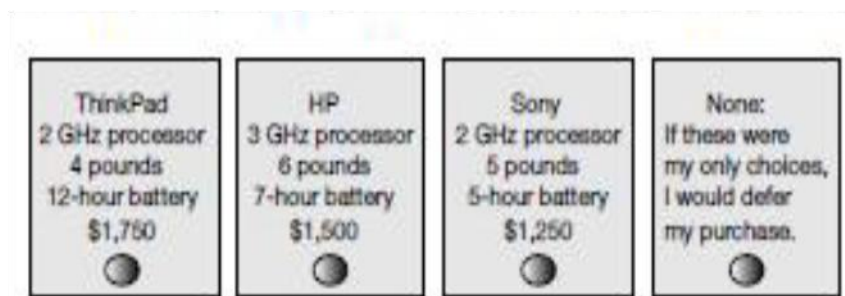 ThinkPad
2 GHz processor
4 pounds
12-hour battery
$1,750
HP
3 GHz processor
6 pounds
7-hour battery
$1,500
Sony
2 GHz processor
5 pounds
5-hour battery
$1,250
None:
If these were
my only choices,
I would defer
my purchase.